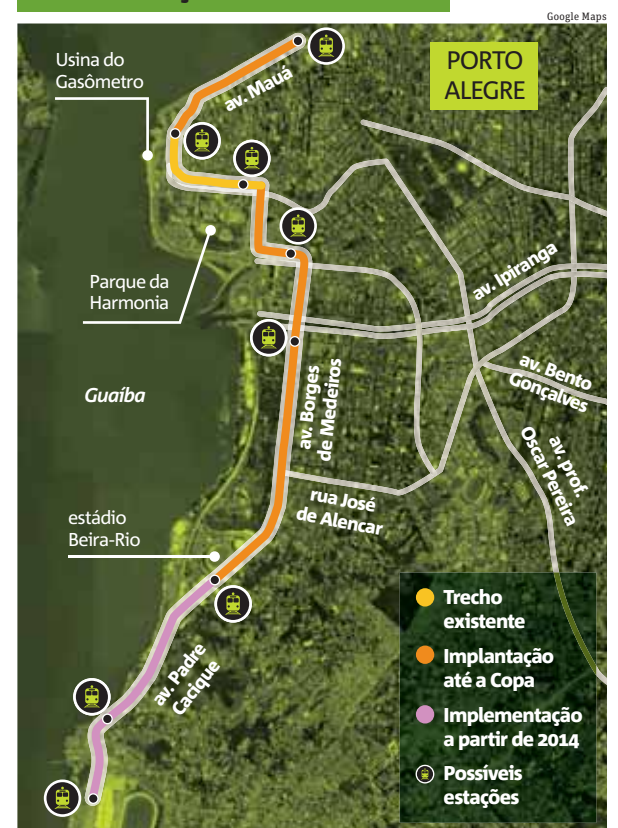 Google Maps
Usina do
Gasômetro
av. Mauá
PORTO
ALEGRE
Parque da
Harmonia
av. Ipiranga
Guaíba
av. Borges
de Medeiros
av. Bento
Gonçalves
av. prof.
Oscar Pereira
rua José
de Alencar
estádio
Beira-Rio
av. Padre
Cacique
Trecho
existente
Implantação
até a Copa
Implementação
a partir de 2014
Possíveis
estações